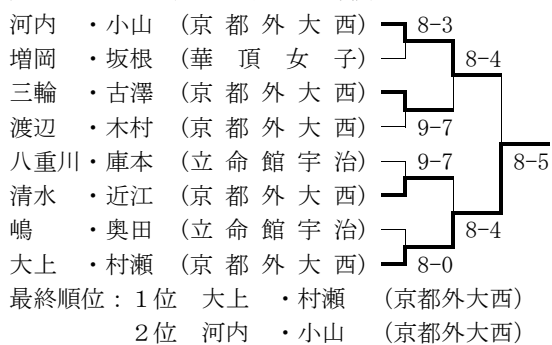 河内　・小山 (京 都 外 大 西) 8-3
増岡　・坂根 (華　頂　女　子) 8-4
三輪　・古澤 (京 都 外 大 西)
渡辺　・木村 (京 都 外 大 西) 9-7
八重川・庫本 (立 命 館 宇 治) 9-7 8-5
清水　・近江 (京 都 外 大 西)
嶋　　・奥田 (立 命 館 宇 治) 8-4
大上　・村瀬 (京 都 外 大 西) 8-0
最終順位：１位　大上　・村瀬　(京都外大西)
２位　河内　・小山　(京都外大西)